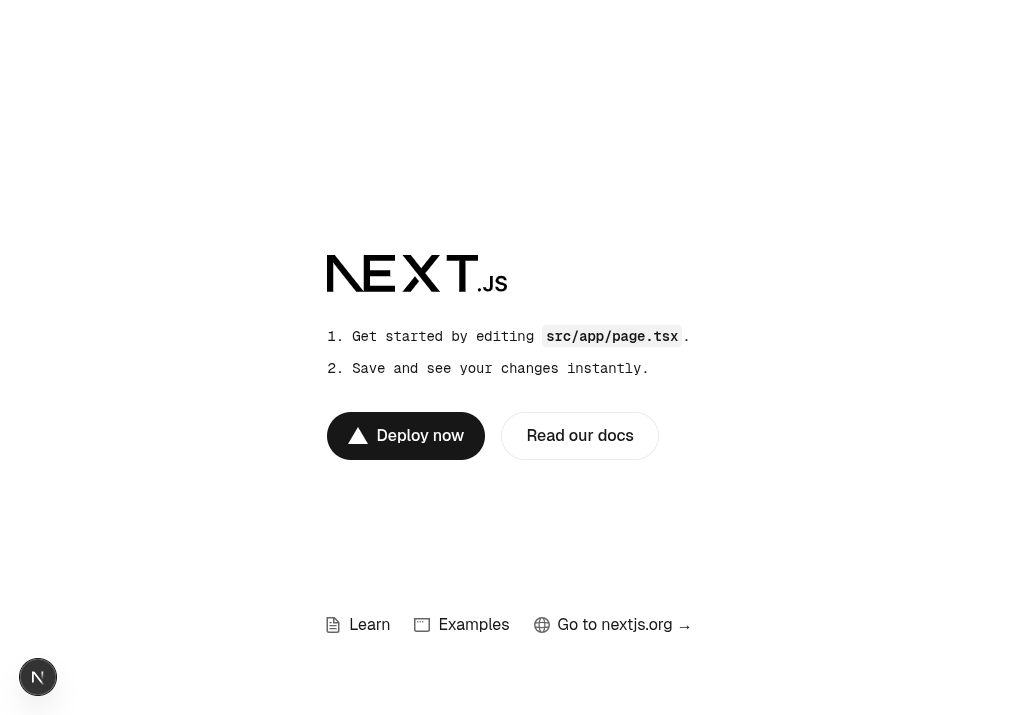 NEXT.JS
1. Get started by editing src/app/page.tsx.
2. Save and see your changes instantly.
Deploy now
Read our docs
Learn
Examples
Go to nextjs.org →
N